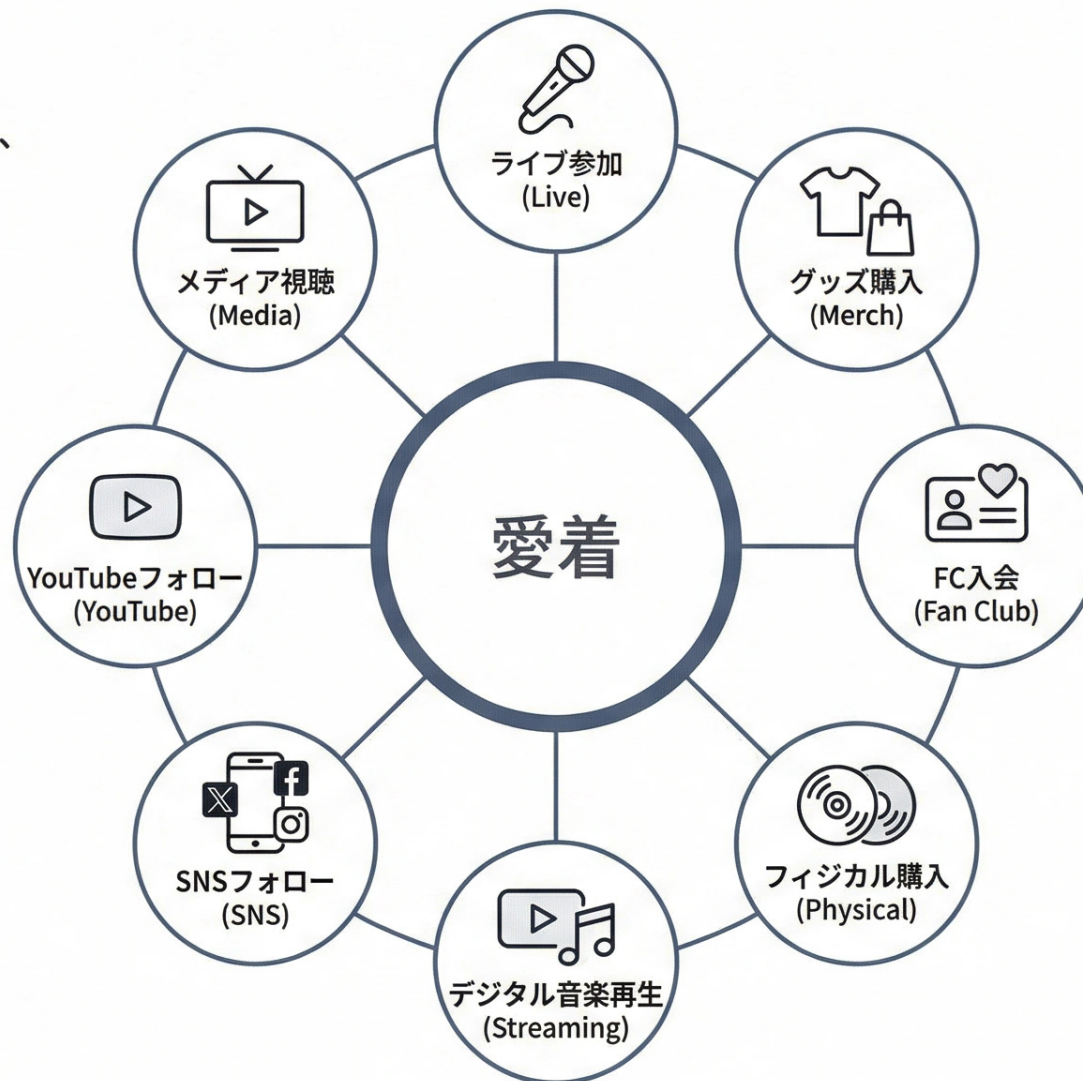 、
ライブ参加
(Live)
グッズ購入
(Merch)
FC入会
(Fan Club)
フィジカル購入
(Physical)
デジタル音楽再生
(Streaming)
SNSフォロー
(SNS)
YouTubeフォロー
(YouTube)
メディア視聴
(Media)
愛着